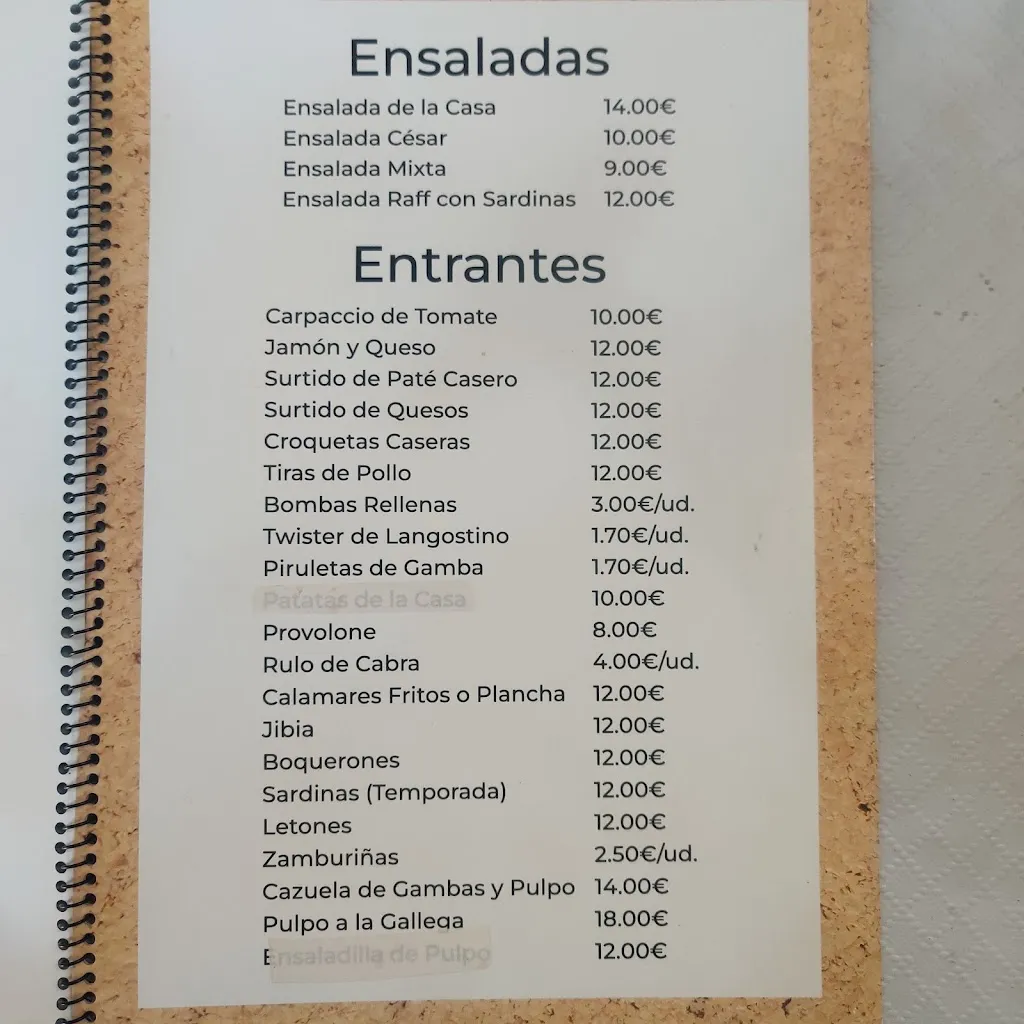 Ensaladas
Ensalada de la Casa 14.00€
Ensalada César 10.00€
Ensalada Mixta 9.00€
Ensalada Raff con Sardinas 12.00€
Entrantes
Carpaccio de Tomate 10.00€
Jamón y Queso 12.00€
Surtido de Paté Casero 12.00€
Surtido de Quesos 12.00€
Croquetas Caseras 12.00€
Tiras de Pollo 12.00€
Bombas Rellenas 3.00€/ud.
Twister de Langostino 1.70€/ud.
Piruletas de Gamba 1.70€/ud.
Patatas de la Casa 10.00€
Provolone 8.00€
Rulo de Cabra 4.00€/ud.
Calamares Fritos o Plancha 12.00€
Jibia 12.00€
Boquerones 12.00€
Sardinas (Temporada) 12.00€
Letones 12.00€
Zamburiñas 2.50€/ud.
Cazuela de Gambas y Pulpo 14.00€
Pulpo a la Gallega 18.00€
Ensaladilla de Pulpo 12.00€